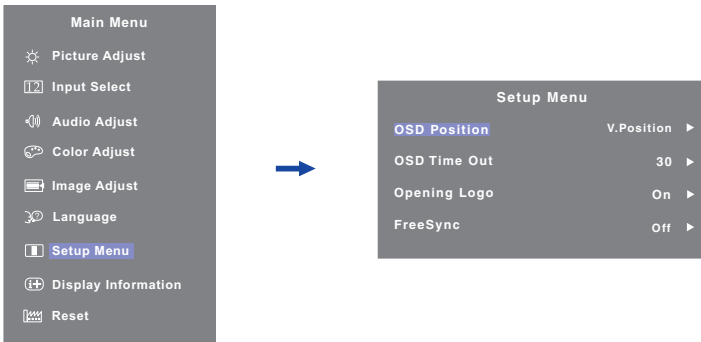 Main Menu
Picture Adjust
12 Input Select
Audio Adjust
Color Adjust
Image Adjust
Language
Setup Menu
Display Information
Reset
Setup Menu
OSD Position V.Position
OSD Time Out 30
Opening Logo On
FreeSync Off